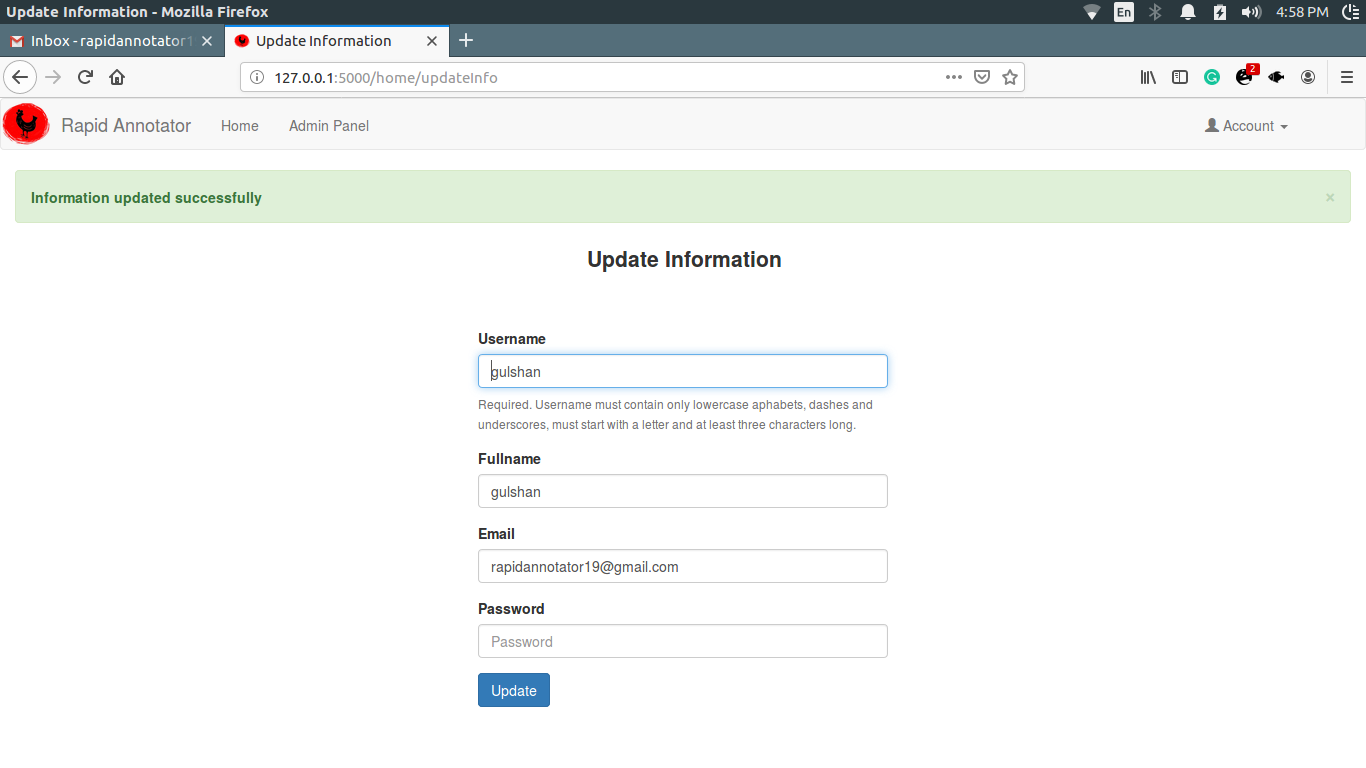 Update Information - Mozilla Firefox
En
4:58 PM
Inbox - rapidannotator1
Update Information
127.0.0.1:5000/home/updateInfo
2
Rapid Annotator
Home
Admin Panel
Account
Information updated successfully
×
Update Information
Username
gulshan
Required. Username must contain only lowercase aphabets, dashes and
underscores, must start with a letter and at least three characters long.
Fullname
gulshan
Email
rapidannotator19@gmail.com
Password
Password
Update